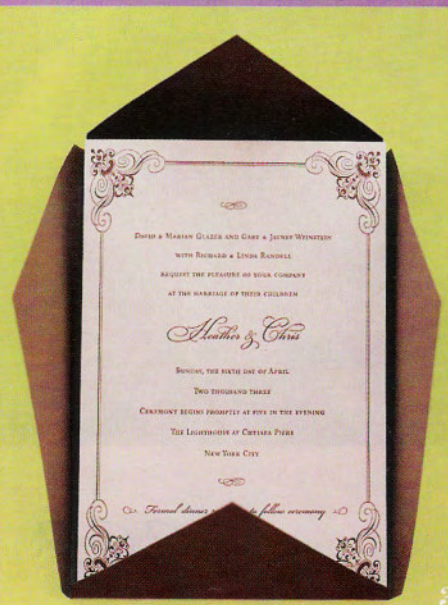 David & Marian Glazer and Gary & Jackey Weinstein
with Richard & Linda Randell
request the pleasure of your company
at the marriage of their children
Heather & Chris
Sunday, the sixth day of April
Two thousand three
Ceremony begins promptly at five in the evening
The Lighthouse at Chelsea Piers
New York City
Formal dinner to follow ceremony